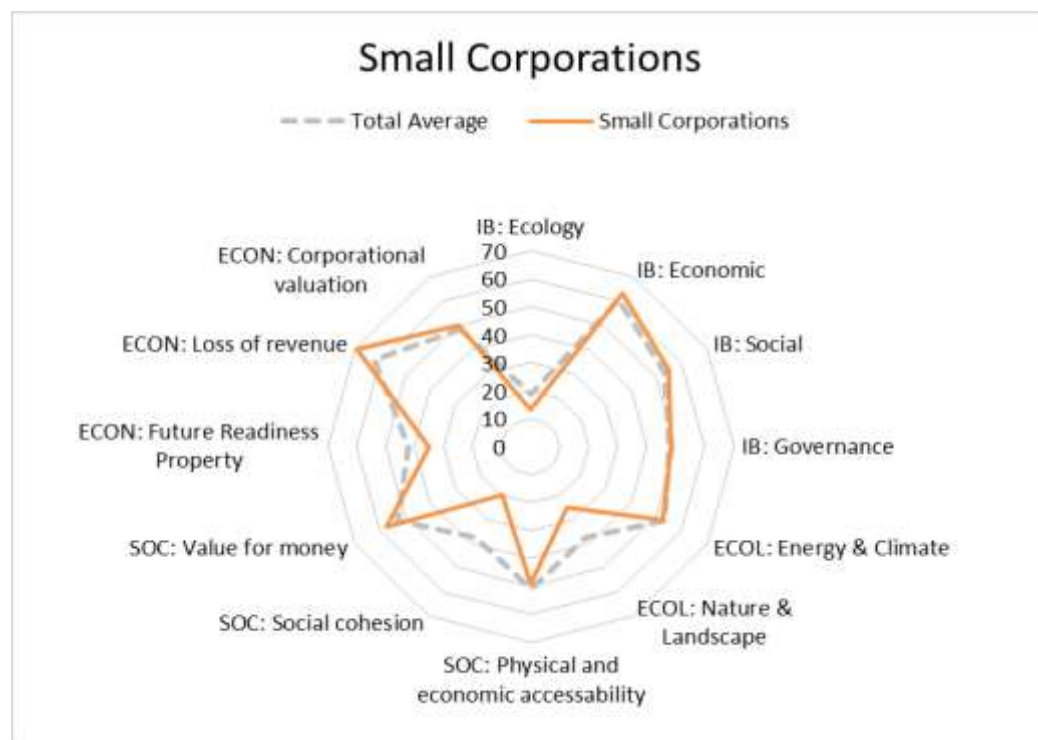 Small Corporations
Total Average
Small Corporations
IB: Ecology
IB: Economic
IB: Social
IB: Governance
ECOL: Energy & Climate
ECOL: Nature &
Landscape
SOC: Physical and
economic accessability
SOC: Social cohesion
SOC: Value for money
ECON: Future Readiness
Property
ECON: Loss of revenue
ECON: Corporational
valuation
70
60
50
40
30
20
10
0